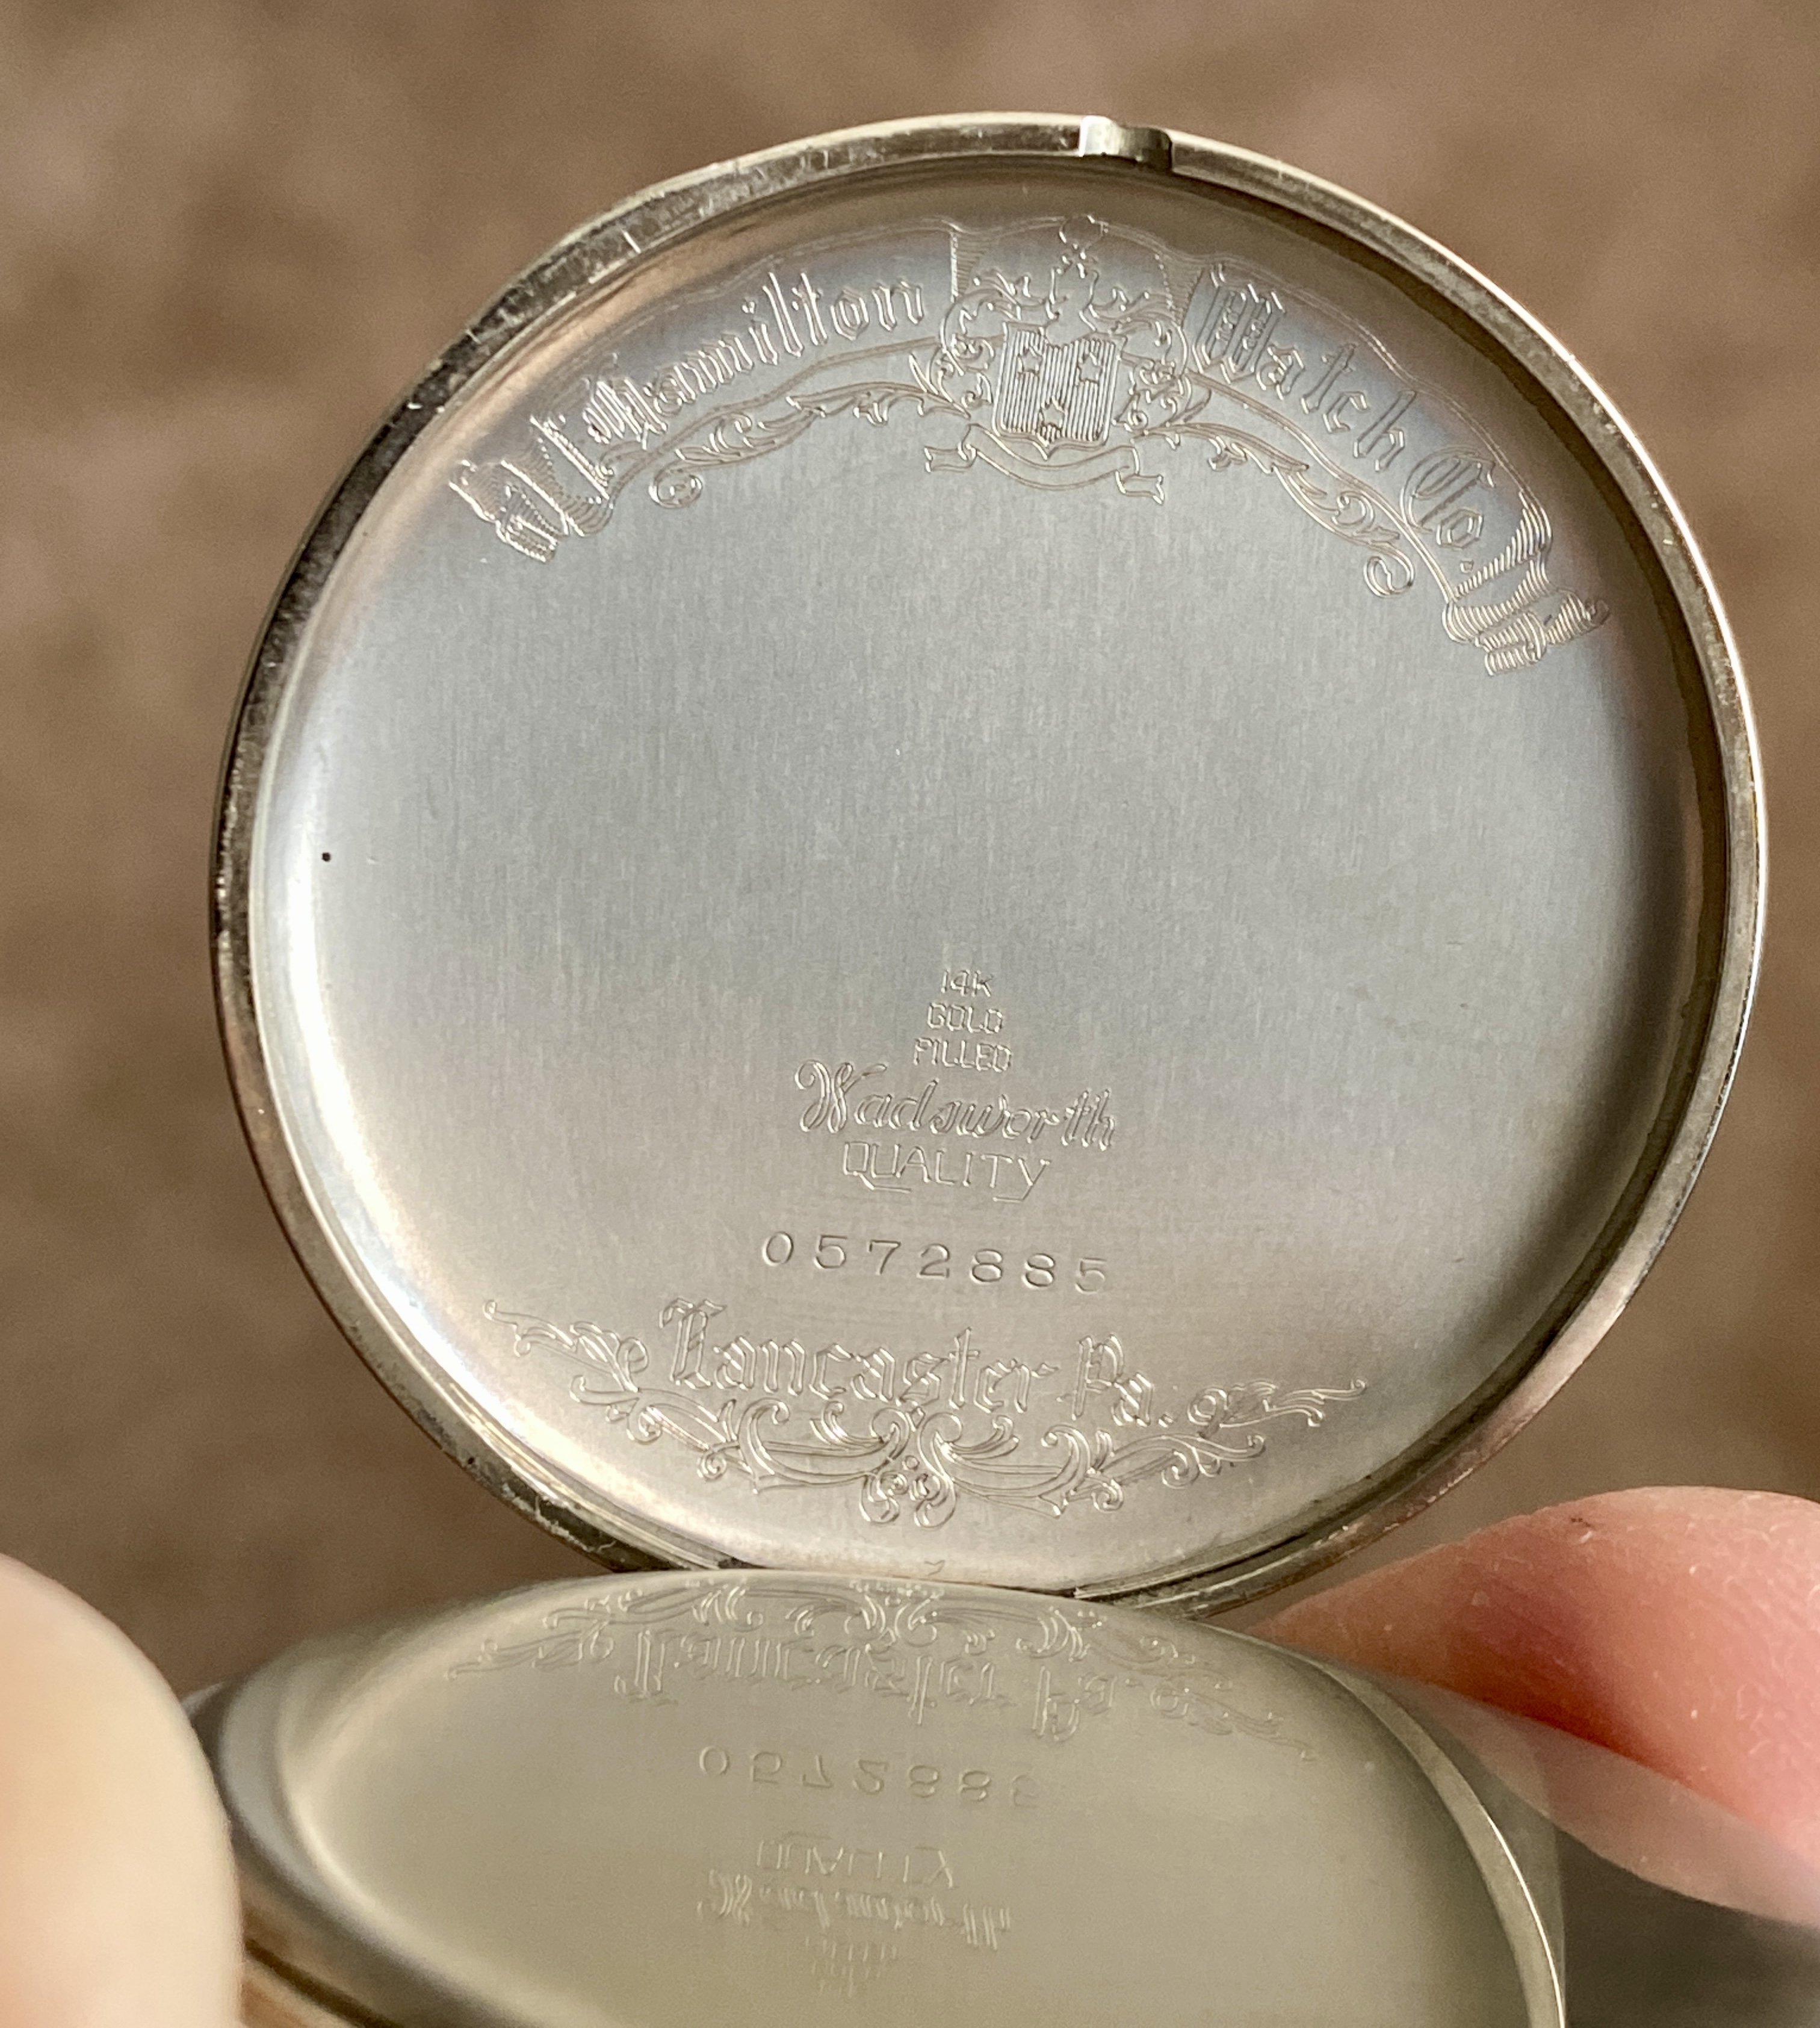 Hamilton Watch Co.
14K
GOLD
FILLED
Wadsworth
QUALITY
0572885
Lancaster Pa.